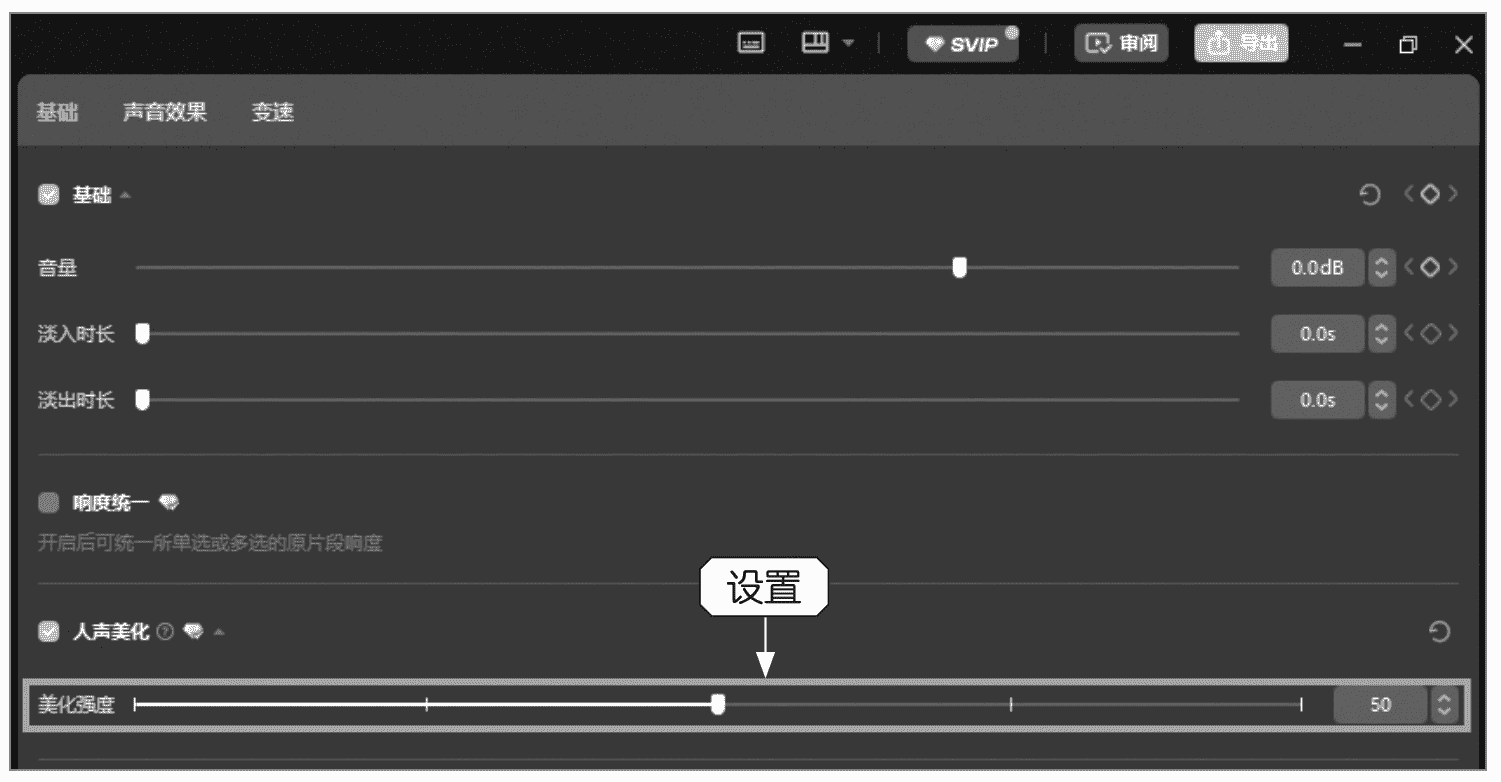 SVIP 审阅 导出
基础 声音效果 变速
基础
音量 0.0dB
淡入时长 0.0s
淡出时长 0.0s
响度统一
开启后可统一所单选或多选的原片段响度
设置
人声美化 ?
美化强度 50